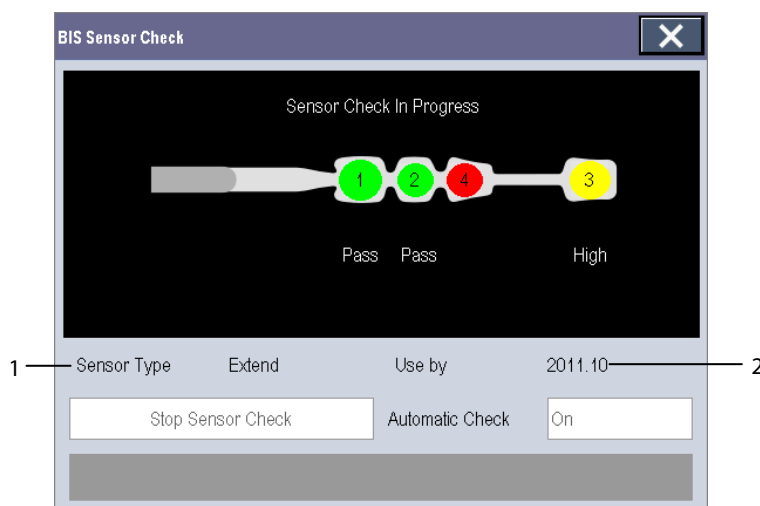 BIS Sensor Check
Sensor Check In Progress
1 2 4 3
Pass Pass High
1 Sensor Type Extend Use by 2011.10 2
Stop Sensor Check Automatic Check On